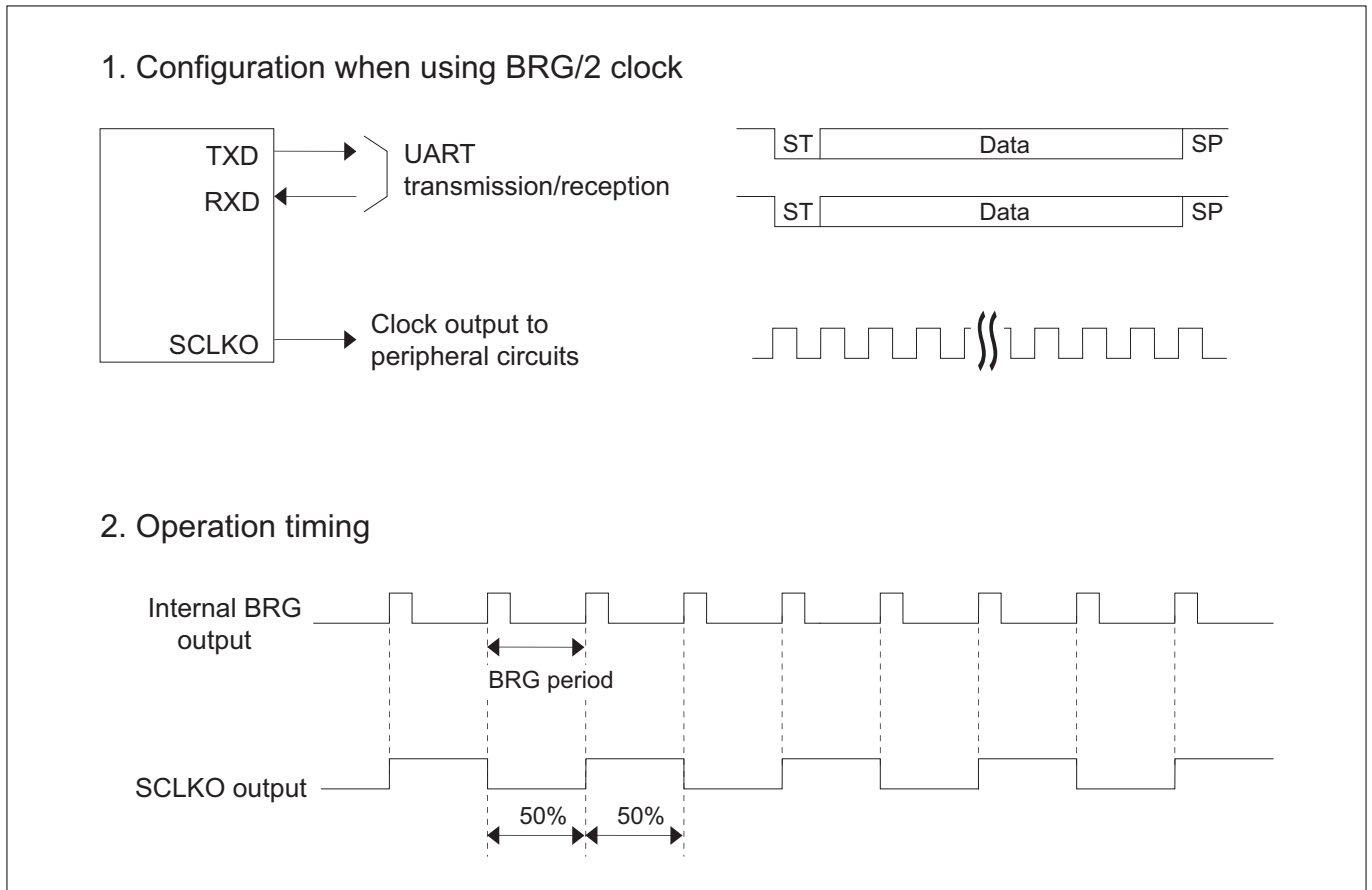 1. Configuration when using BRG/2 clock
TXD
UART
transmission/reception
RXD
ST Data SP
ST Data SP
SCLKO
Clock output to
peripheral circuits
2. Operation timing
Internal BRG
output
BRG period
SCLKO output
50% 50%